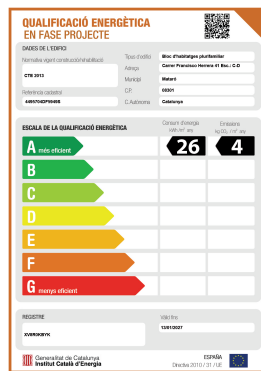 QUALIFICACIÓ ENERGÈTICA
EN FASE PROJECTE
DADES DE L'EDIFICI
Normativa vigent construcció/rehabilitació
CTE 2013
Referència cadastral
Tipus d'edifici
Bloc d'habitatges plurifamiliar
Adreça
Carrer Francisco Herrera 41 Esc.: C-D
Municipi
Mataró
C.P.
08301
C.Autònoma
Catalunya
ESCALA DE LA QUALIFICACIÓ ENERGÈTICA
Consum d'energia
kWh/m² any
Emissions
kg CO₂ /m² any
A més eficient
26
4
B
C
D
E
F
G menys eficient
REGISTRE
Vàlid fins
13/01/2027
Generalitat de Catalunya
Institut Català d'Energia
ESPAÑA
Directiva 2010 / 31 / UE